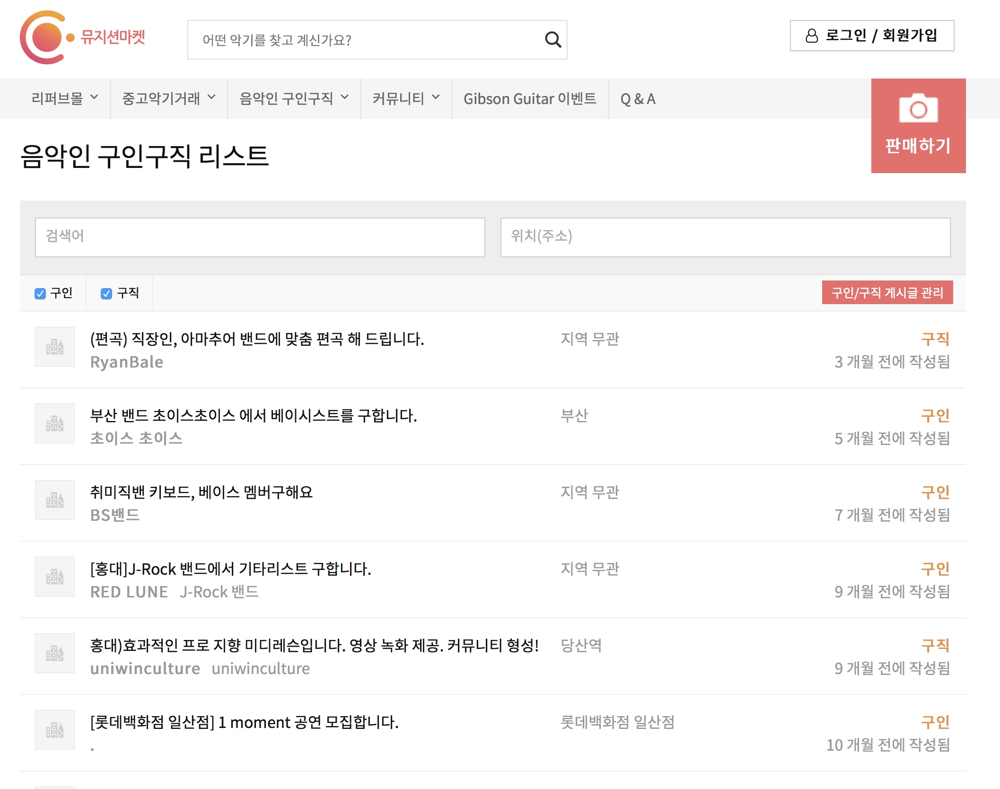 뮤지션마켓
어떤 악기를 찾고 계신가요?
로그인 / 회원가입
리퍼브몰
중고악기거래
음악인 구인구직
커뮤니티
Gibson Guitar 이벤트
Q & A
판매하기
음악인 구인구직 리스트
검색어
위치(주소)
구인
구직
구인/구직 게시글 관리
(편곡) 직장인, 아마추어 밴드에 맞춤 편곡 해 드립니다.
지역 무관
구직
RyanBale
3 개월 전에 작성됨
부산 밴드 초이스초이스 에서 베이시스트를 구합니다.
부산
구인
초이스 초이스
5 개월 전에 작성됨
취미직밴 키보드, 베이스 멤버구해요
지역 무관
구인
BS밴드
7 개월 전에 작성됨
[홍대]J-Rock 밴드에서 기타리스트 구합니다.
지역 무관
구인
RED LUNE J-Rock 밴드
9 개월 전에 작성됨
홍대)효과적인 프로 지향 미디레슨입니다. 영상 녹화 제공. 커뮤니티 형성!
당산역
구직
uniwinculture uniwinculture
9 개월 전에 작성됨
[롯데백화점 일산점] 1 moment 공연 모집합니다.
롯데백화점 일산점
구인
.
10 개월 전에 작성됨